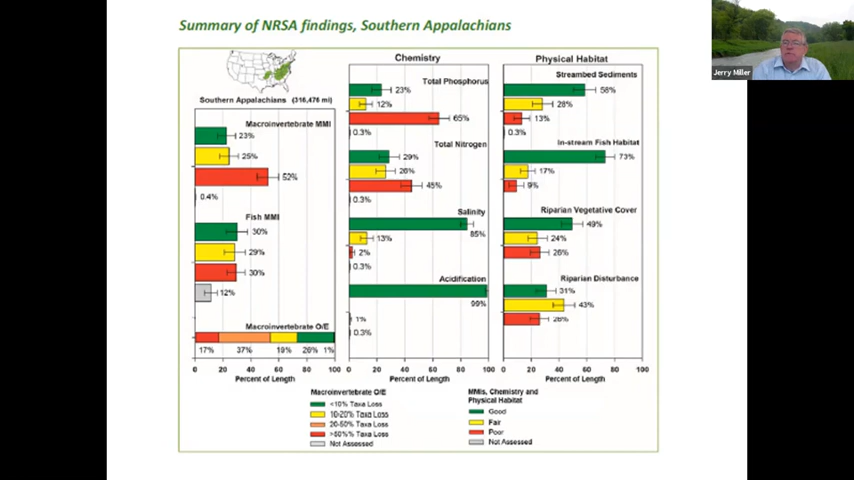 Summary of NRSA findings, Southern Appalachians
Jerry Miller
Southern Appalachians (316,476 mi)
Macroinvertebrate MMI
23%
25%
52%
0.4%
Fish MMI
30%
29%
30%
12%
Macroinvertebrate O/E
17% 37% 19% 26% 1%
0 20 40 60 80 100
Percent of Length
Chemistry
Total Phosphorus
23%
12%
65%
0.3%
Total Nitrogen
29%
26%
45%
0.3%
Salinity
85%
13%
2%
0.3%
Acidification
99%
1%
0.3%
0 20 40 60 80 100
Percent of Length
Physical Habitat
Streambed Sediments
58%
28%
13%
0.3%
In-stream Fish Habitat
73%
17%
9%
Riparian Vegetative Cover
49%
24%
26%
Riparian Disturbance
31%
43%
26%
0 20 40 60 80 100
Percent of Length
Macroinvertebrate O/E
<10% Taxa Loss
10-20% Taxa Loss
20-50% Taxa Loss
>50% Taxa Loss
Not Assessed
MMIs, Chemistry and
Physical Habitat
Good
Fair
Poor
Not Assessed